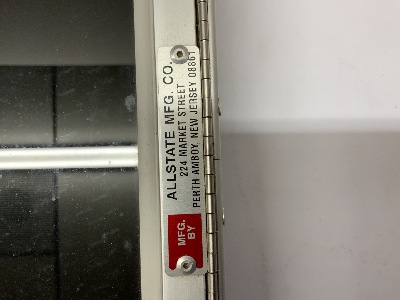 MFG.
BY
ALLSTATE MFG. CO.
224 MARKET STREET
PERTH AMBOY, NEW JERSEY 08861